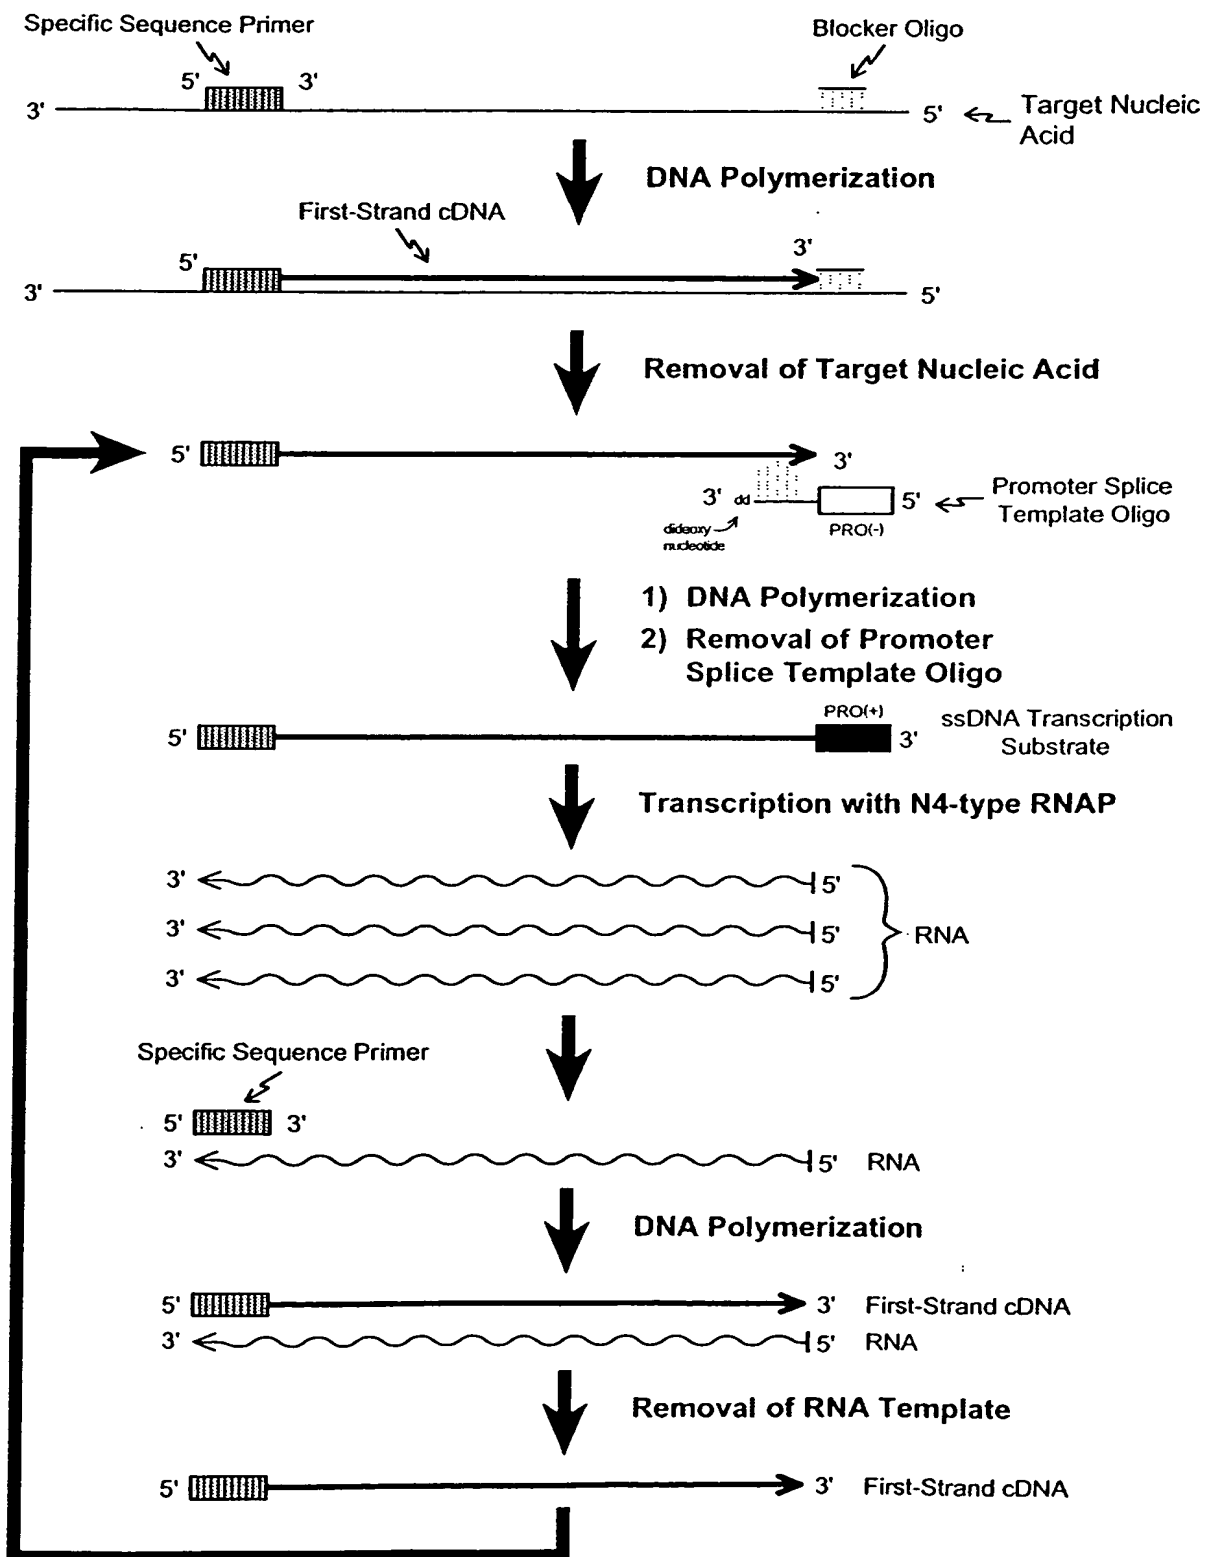 Specific Sequence Primer
Blocker Oligo
5' 3'
3' 5'
Target Nucleic
Acid
DNA Polymerization
First-Strand cDNA
3'
5'
3' 5'
Removal of Target Nucleic Acid
5' 3'
3' dd 5'
Promoter Splice
Template Oligo
dideoxy
nucleotide
PRO(-)
1) DNA Polymerization
2) Removal of Promoter
Splice Template Oligo
PRO(+)
5' 3'
ssDNA Transcription
Substrate
Transcription with N4-type RNAP
3' 5'
3' 5'
RNA
3' 5'
Specific Sequence Primer
5' 3'
3' 5' RNA
DNA Polymerization
5' 3' First-Strand cDNA
3' 5' RNA
Removal of RNA Template
5' 3' First-Strand cDNA